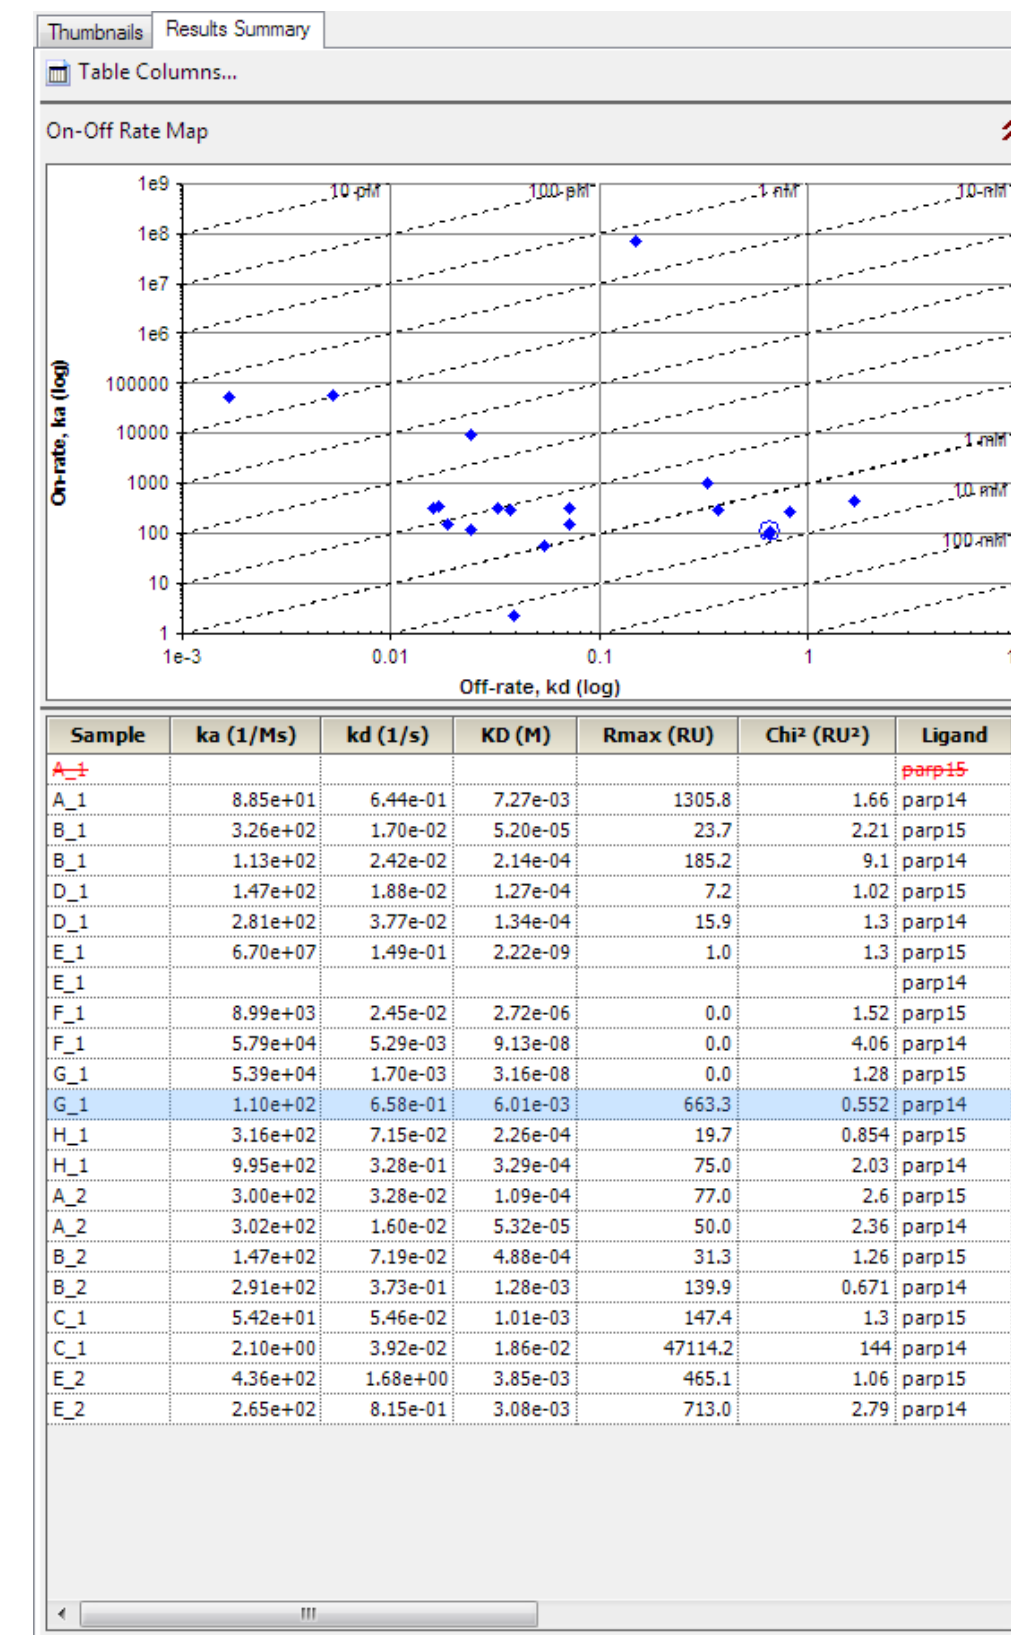 Thumbnails Results Summary
Table Columns...
On-Off Rate Map
On-rate, ka (log)
1e9
1e8
1e7
1e6
100000
10000
1000
100
10
1
10 pM 100 pM 1 nM 10 nM
1 mM
10 mM
100 mM
1e-3 0.01 0.1 1
Off-rate, kd (log)
Sample ka (1/Ms) kd (1/s) KD (M) Rmax (RU) Chi² (RU²) Ligand
A_1 parp15
A_1 8.85e+01 6.44e-01 7.27e-03 1305.8 1.66 parp14
B_1 3.26e+02 1.70e-02 5.20e-05 23.7 2.21 parp15
B_1 1.13e+02 2.42e-02 2.14e-04 185.2 9.1 parp14
D_1 1.47e+02 1.88e-02 1.27e-04 7.2 1.02 parp15
D_1 2.81e+02 3.77e-02 1.34e-04 15.9 1.3 parp14
E_1 6.70e+07 1.49e-01 2.22e-09 1.0 1.3 parp15
E_1 parp14
F_1 8.99e+03 2.45e-02 2.72e-06 0.0 1.52 parp15
F_1 5.79e+04 5.29e-03 9.13e-08 0.0 4.06 parp14
G_1 5.39e+04 1.70e-03 3.16e-08 0.0 1.28 parp15
G_1 1.10e+02 6.58e-01 6.01e-03 663.3 0.552 parp14
H_1 3.16e+02 7.15e-02 2.26e-04 19.7 0.854 parp15
H_1 9.95e+02 3.28e-01 3.29e-04 75.0 2.03 parp14
A_2 3.00e+02 3.28e-02 1.09e-04 77.0 2.6 parp15
A_2 3.02e+02 1.60e-02 5.32e-05 50.0 2.36 parp14
B_2 1.47e+02 7.19e-02 4.88e-04 31.3 1.26 parp15
B_2 2.91e+02 3.73e-01 1.28e-03 139.9 0.671 parp14
C_1 5.42e+01 5.46e-02 1.01e-03 147.4 1.3 parp15
C_1 2.10e+00 3.92e-02 1.86e-02 47114.2 144 parp14
E_2 4.36e+02 1.68e+00 3.85e-03 465.1 1.06 parp15
E_2 2.65e+02 8.15e-01 3.08e-03 713.0 2.79 parp14